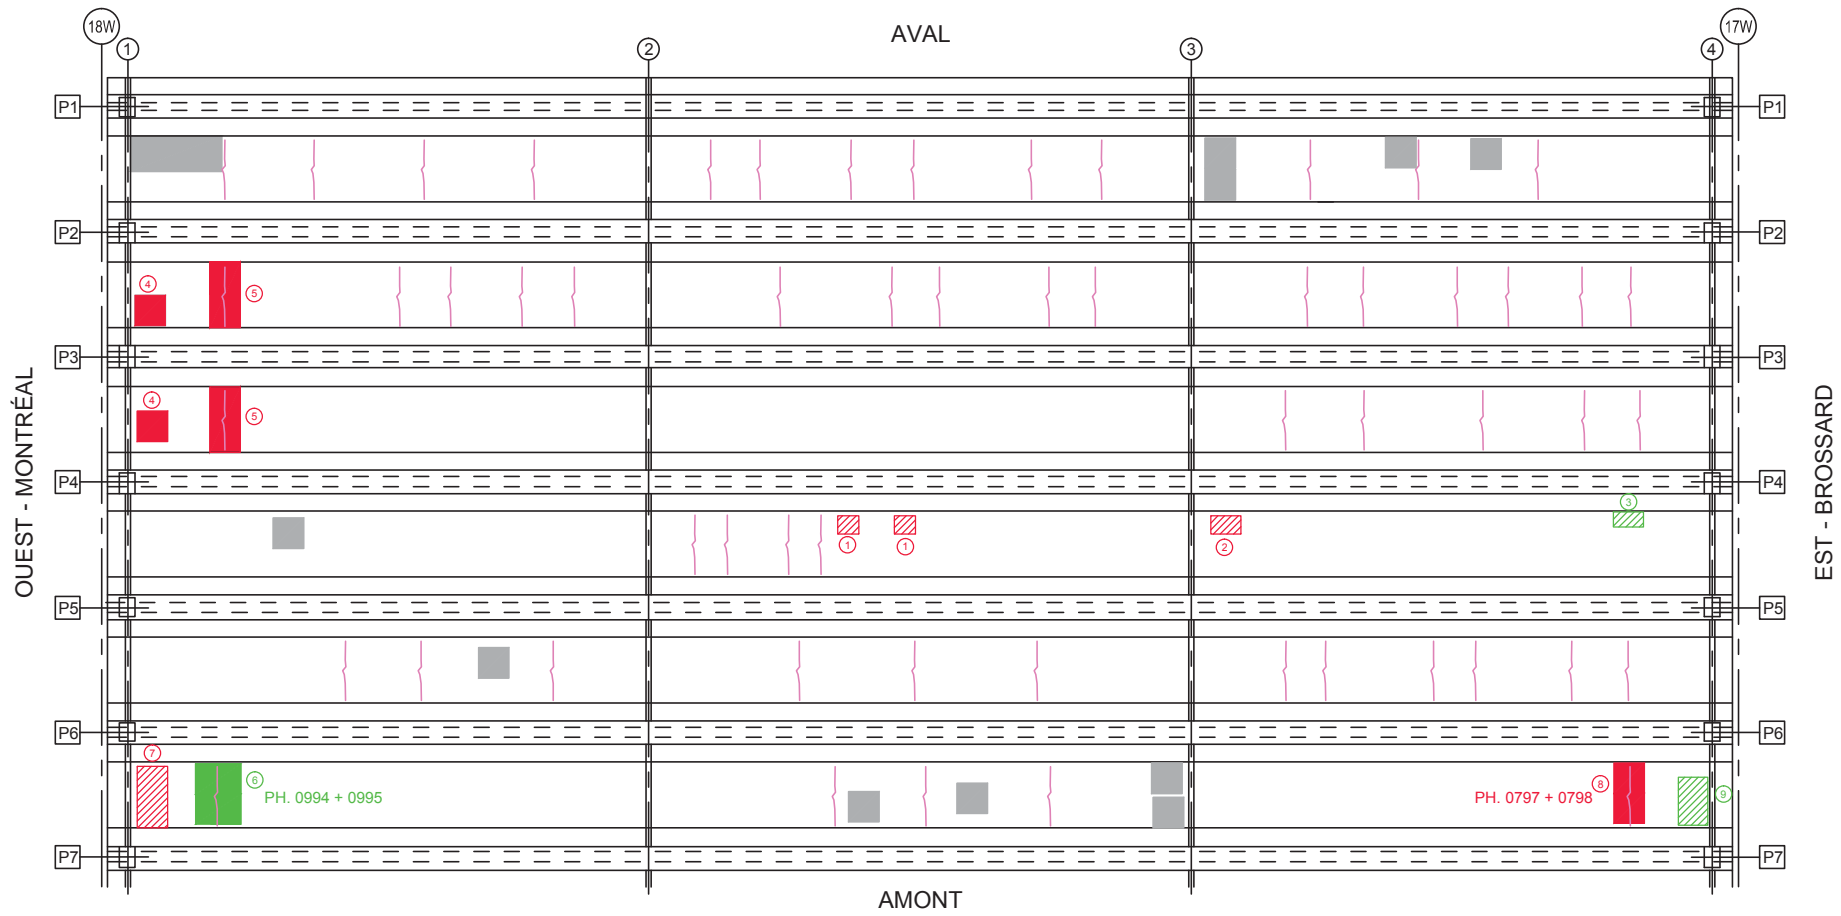 18W
17W
AVAL
1
2
3
4
P1
P1
P2
P2
4
5
P3
P3
4
5
OUEST - MONTRÉAL
EST - BROSSARD
P4
P4
3
1
1
2
P5
P5
P6
P6
7
6
PH. 0994 + 0995
PH. 0797 + 0798
8
9
P7
P7
AMONT